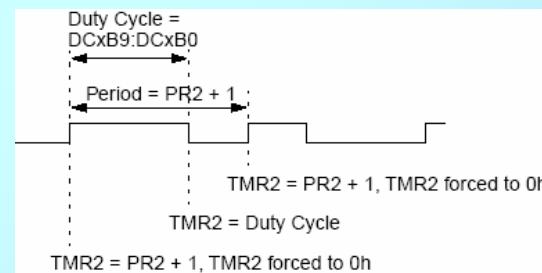 Duty Cycle =
DCxB9:DCxB0
Period = PR2 + 1
TMR2 = PR2 + 1, TMR2 forced to 0h
TMR2 = Duty Cycle
TMR2 = PR2 + 1, TMR2 forced to 0h